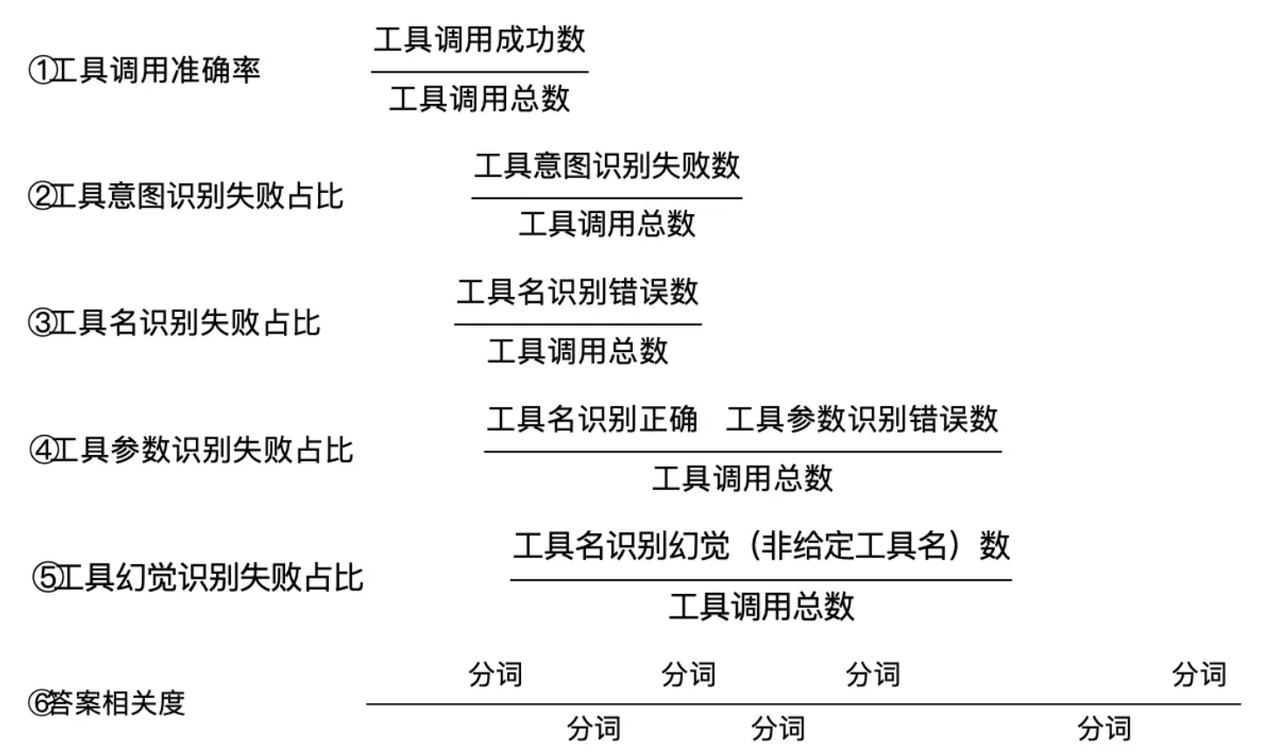 ①工具调用准确率
工具调用成功数
工具调用总数
②工具意图识别失败占比
工具意图识别失败数
工具调用总数
③工具名识别失败占比
工具名识别错误数
工具调用总数
④工具参数识别失败占比
工具名识别正确 工具参数识别错误数
工具调用总数
⑤工具幻觉识别失败占比
工具名识别幻觉（非给定工具名）数
工具调用总数
⑥答案相关度
分词 分词 分词 分词
分词 分词 分词